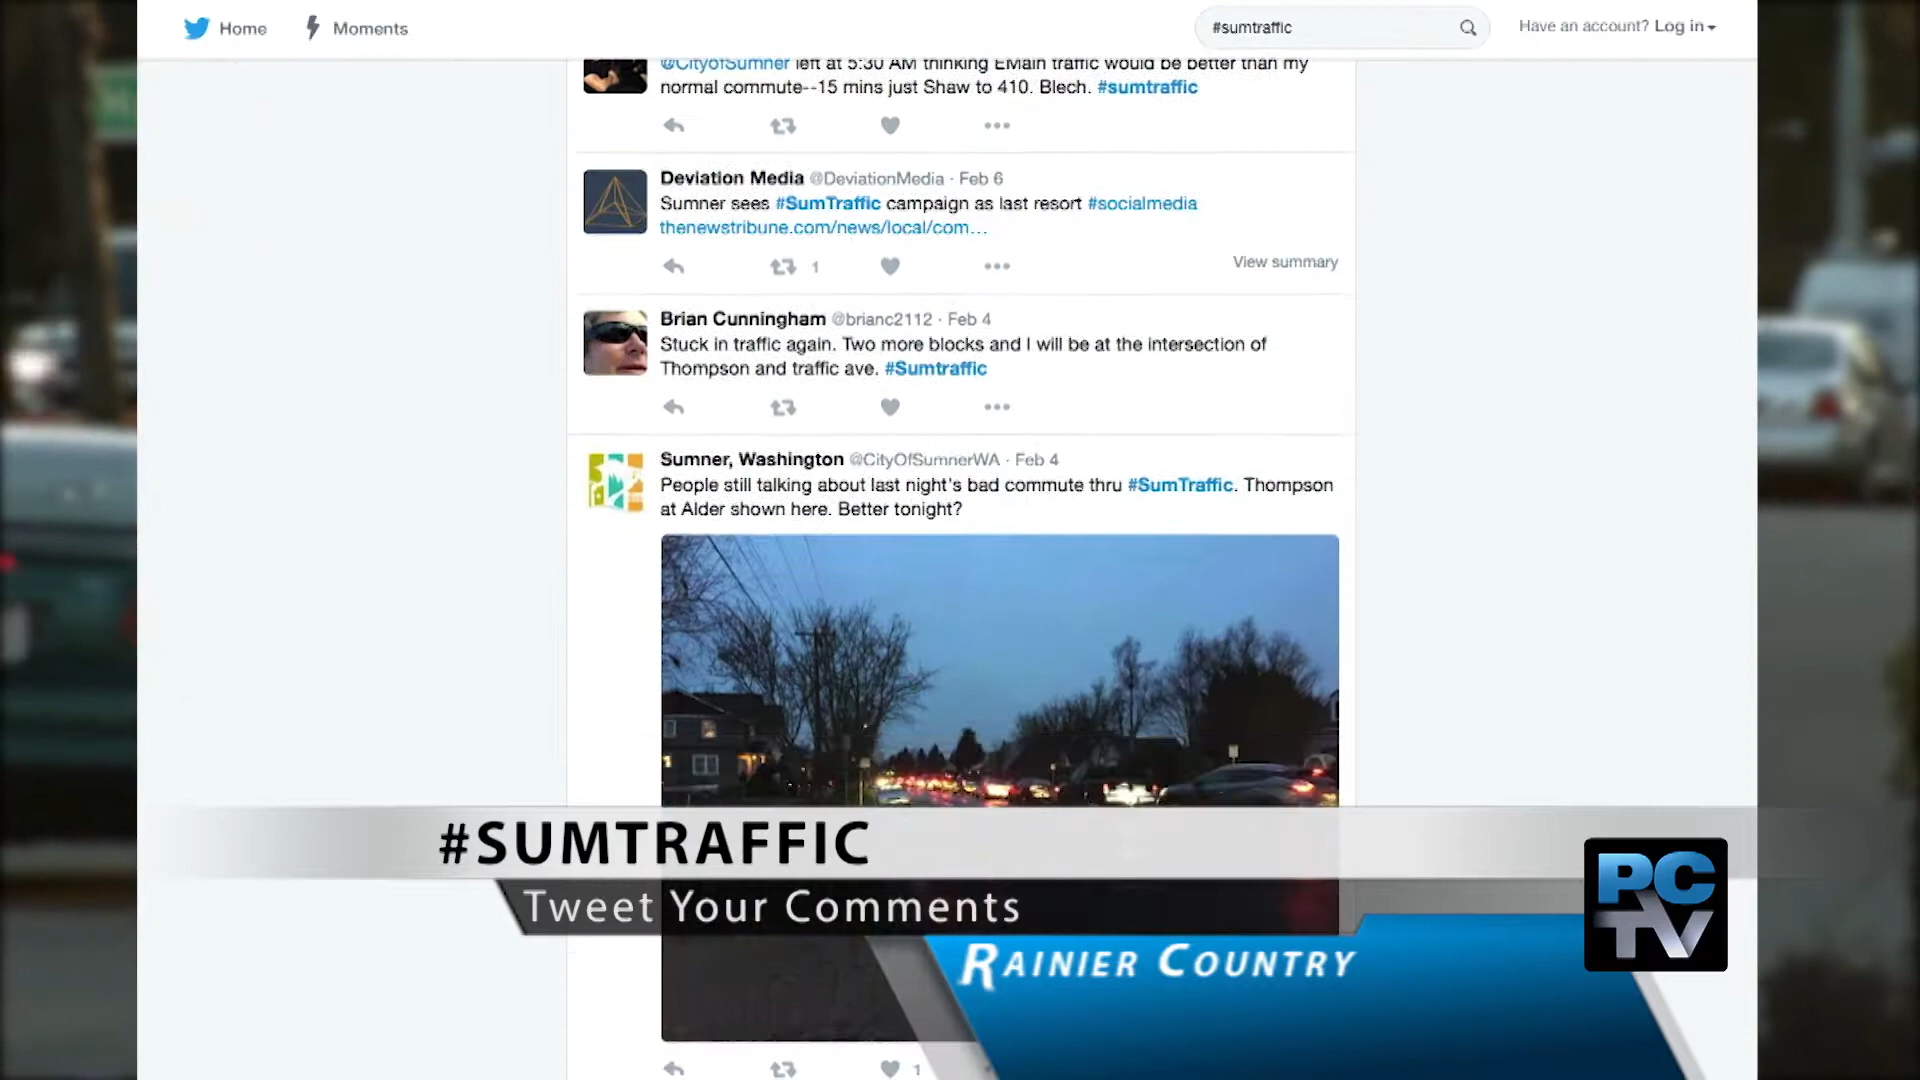 Home
Moments
#sumtraffic
Have an account? Log in
@CityofSumner left at 5:30 AM thinking EMain traffic would be better than my
normal commute--15 mins just Shaw to 410. Blech. #sumtraffic
Deviation Media @DeviationMedia · Feb 6
Sumner sees #SumTraffic campaign as last resort #socialmedia
thenewstribune.com/news/local/com…
1
View summary
Brian Cunningham @brianc2112 · Feb 4
Stuck in traffic again. Two more blocks and I will be at the intersection of
Thompson and traffic ave. #Sumtraffic
Sumner, Washington @CityOfSumnerWA · Feb 4
People still talking about last night's bad commute thru #SumTraffic. Thompson
at Alder shown here. Better tonight?
#SUMTRAFFIC
Tweet Your Comments
RAINIER COUNTRY
PC
TV
1